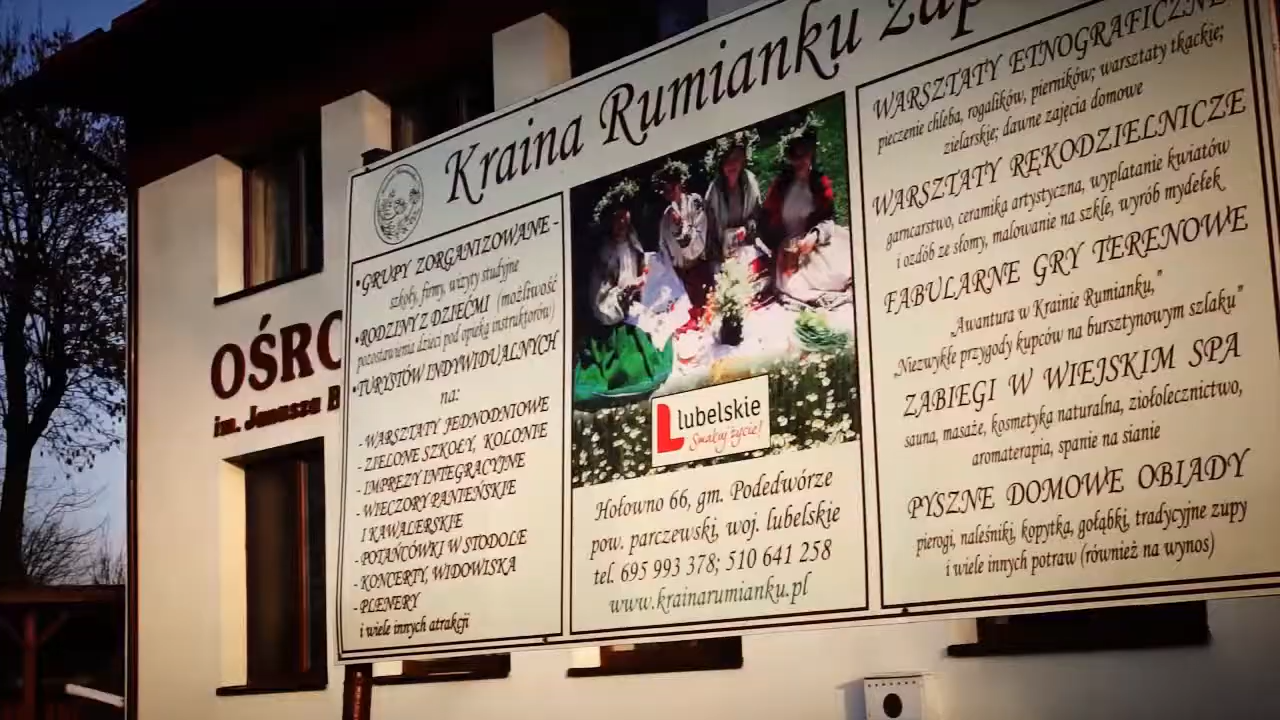 Kraina Rumianku zap
OŚRO
im. Janusza
•GRUPY ZORGANIZOWANE -
szkoły, firmy, wizyty studyjne
•RODZINY Z DZIEĆMI (możliwość
pozostawienia dzieci pod opieką instruktorów)
•TURYSTÓW INDYWIDUALNYCH
na:
- WARSZTATY JEDNODNIOWE
- ZIELONE SZKOŁY, KOLONIE
- IMPREZY INTEGRACYJNE
- WIECZORY PANIEŃSKIE
I KAWALERSKIE
- POTAŃCÓWKI W STODOLE
- KONCERTY, WIDOWISKA
- PLENERY
i wiele innych atrakcji
lubelskie
Smakuj życie!
Hołowno 66, gm. Podedwórze
pow. parczewski, woj. lubelskie
tel. 695 993 378; 510 641 258
www.krainarumianku.pl
WARSZTATY ETNOGRAFICZNE
pieczenie chleba, rogalików, pierników; warsztaty tkackie;
zielarskie; dawne zajęcia domowe
WARSZTATY RĘKODZIELNICZE
garncarstwo, ceramika artystyczna, wyplatanie kwiatów
i ozdób ze słomy, malowanie na szkle, wyrób mydełek
FABULARNE GRY TERENOWE
„Awantura w Krainie Rumianku,”
„Niezwykłe przygody kupców na bursztynowym szlaku”
ZABIEGI W WIEJSKIM SPA
sauna, masaże, kosmetyka naturalna, ziołolecznictwo,
aromaterapia, spanie na sianie
PYSZNE DOMOWE OBIADY
pierogi, naleśniki, kopytka, gołąbki, tradycyjne zupy
i wiele innych potraw (również na wynos)